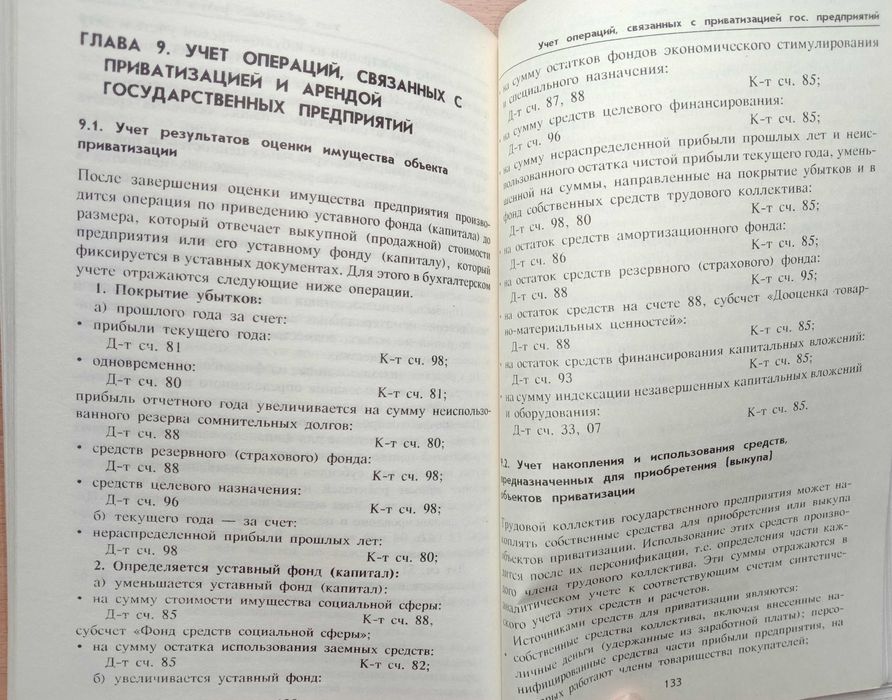 ГЛАВА 9. УЧЕТ ОПЕРАЦИЙ, СВЯЗАННЫХ С
ПРИВАТИЗАЦИЕЙ И АРЕНДОЙ
ГОСУДАРСТВЕННЫХ ПРЕДПРИЯТИЙ
9.1. Учет результатов оценки имущества объекта
приватизации
После завершения оценки имущества предприятия произво-
дится операция по приведению уставного фонда (капитала) до
размера, который отвечает выкупной (продажной) стоимости
предприятия или его уставному фонду (капиталу), который
фиксируется в уставных документах. Для этого в бухгалтерском
учете отражаются следующие ниже операции.
1. Покрытие убытков:
а) прошлого года за счет:
• прибыли текущего года:
Д-т сч. 81 К-т сч. 98;
• одновременно:
Д-т сч. 80 К-т сч. 81;
прибыль отчетного года увеличивается на сумму неиспользо-
ванного резерва сомнительных долгов:
Д-т сч. 88 К-т сч. 80;
• средств резервного (страхового) фонда:
Д-т сч. 88 К-т сч. 98;
• средств целевого назначения:
Д-т сч. 96 К-т сч. 98;
б) текущего года — за счет:
• нераспределенной прибыли прошлых лет:
Д-т сч. 98 К-т сч. 80;
2. Определяется уставный фонд (капитал):
а) уменьшается уставный фонд (капитал):
• на сумму стоимости имущества социальной сферы:
Д-т сч. 85 К-т сч. 88,
субсчет «Фонд средств социальной сферы»;
• на сумму остатка использования заемных средств:
Д-т сч. 85 К-т сч. 82;
б) увеличивается уставный фонд:
Учет операций, связанных с приватизацией гос. предприятий
• на сумму остатков фондов экономического стимулирования
и специального назначения:
Д-т сч. 87, 88 К-т сч. 85;
• на сумму средств целевого финансирования:
Д-т сч. 96 К-т сч. 85;
• на сумму нераспределенной прибыли прошлых лет и неис-
пользованного остатка чистой прибыли текущего года, умень-
шенной на суммы, направленные на покрытие убытков и в
фонд собственных средств трудового коллектива:
Д-т сч. 98, 80 К-т сч. 85;
• на остаток средств амортизационного фонда:
Д-т сч. 86 К-т сч. 85;
• на остаток средств резервного (страхового) фонда:
Д-т сч. 88 К-т сч. 95;
• на остаток средств на счете 88, субсчет «Дооценка товар-
но-материальных ценностей»:
Д-т сч. 88 К-т сч. 85;
• на остаток средств финансирования капитальных вложений:
Д-т сч. 93 К-т сч. 85;
• на сумму индексации незавершенных капитальных вложений
и оборудования:
Д-т сч. 33, 07 К-т сч. 85.
9.2. Учет накопления и использования средств,
предназначенных для приобретения (выкупа)
объектов приватизации
Трудовой коллектив государственного предприятия может на-
коплять собственные средства для приобретения или выкупа
объектов приватизации. Использование этих средств произво-
дится после их персонификации, т.е. определения части каж-
дого члена трудового коллектива. Эти суммы отражаются в
аналитическом учете к соответствующим счетам синтетиче-
ского учета этих средств и расчетов.
Источниками средств для приватизации являются:
• собственные средства коллектива, включая внесенные на-
личные деньги (удержанные из заработной платы); персо-
нифицированные средства части прибыли предприятия, на
которых работают члены товарищества покупателей;
133